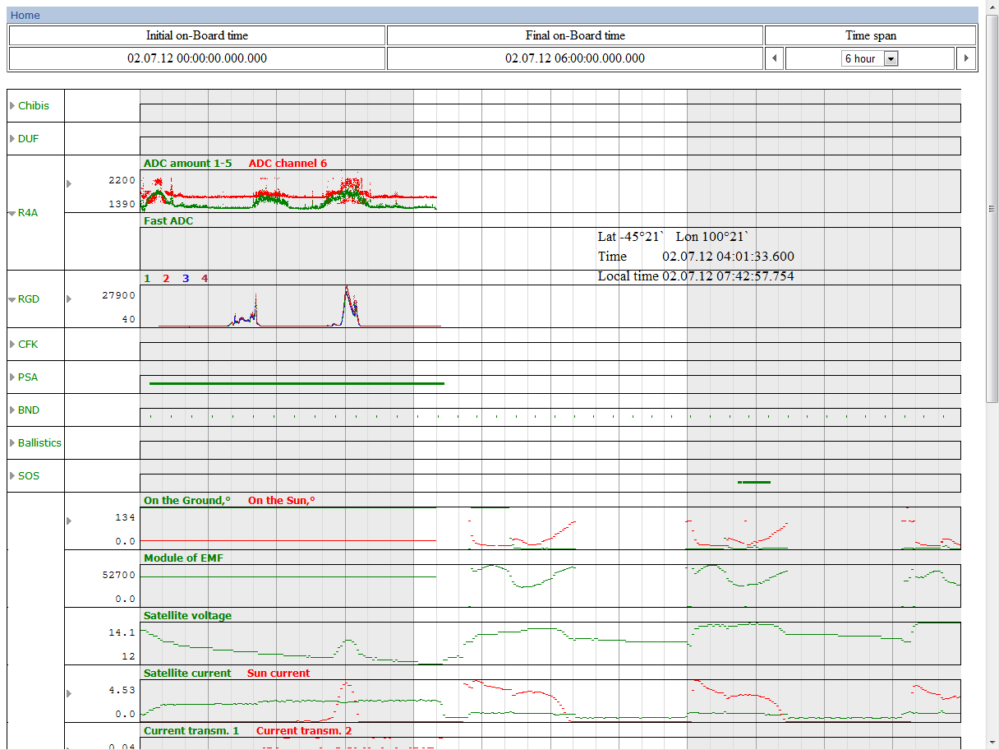 Home
Initial on-Board time Final on-Board time Time span
02.07.12 00:00:00.000.000 02.07.12 06:00:00.000.000 6 hour
Chibis
DUF
ADC amount 1-5 ADC channel 6
2200
1390
R4A
Fast ADC
Lat -45°21` Lon 100°21`
Time 02.07.12 04:01:33.600
Local time 02.07.12 07:42:57.754
1 2 3 4
27900
RGD
40
CFK
PSA
BND
Ballistics
SOS
On the Ground,° On the Sun,°
134
0.0
Module of EMF
52700
0.0
Satellite voltage
14.1
12
Satellite current Sun current
4.53
0.0
Current transm. 1 Current transm. 2
0.04